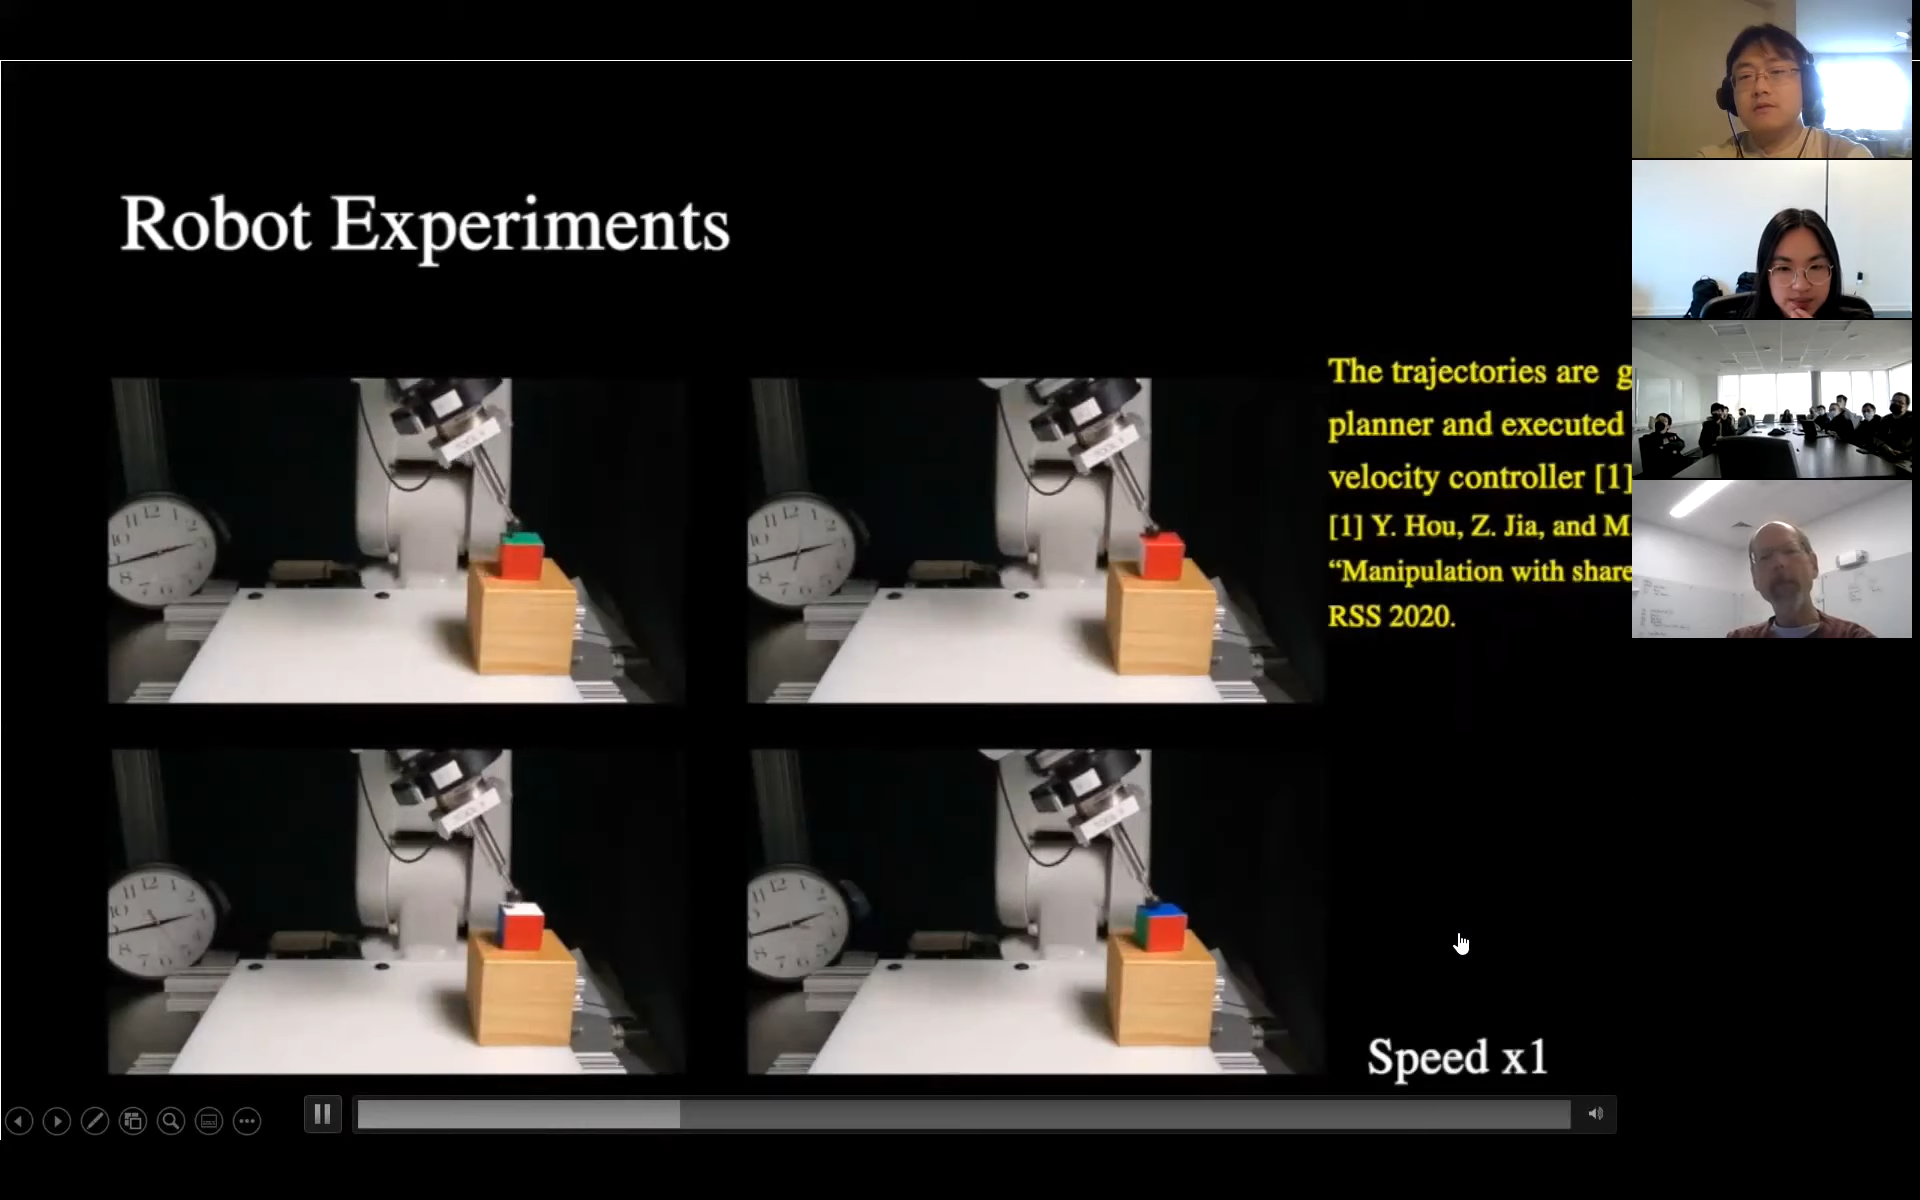 Robot Experiments
The trajectories are g
planner and executed
velocity controller [1]
[1] Y. Hou, Z. Jia, and M.
“Manipulation with share
RSS 2020.
Speed x1